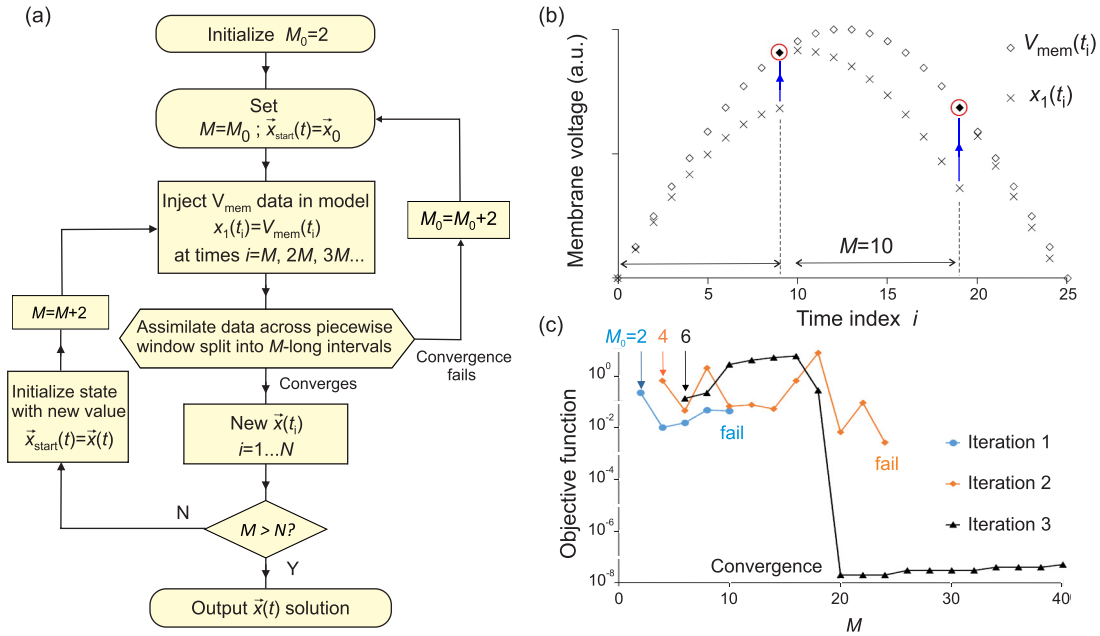 (a)
Initialize M₀=2
Set
M=M₀ ; x⃗start(t)=x⃗₀
Inject Vmem data in model
x₁(tᵢ)=Vmem(tᵢ)
at times i=M, 2M, 3M...
M₀=M₀+2
M=M+2
Assimilate data across piecewise
window split into M-long intervals
Convergence
fails
Converges
Initialize state
with new value
x⃗start(t)=x⃗(t)
New x⃗(tᵢ)
i=1...N
N
M > N?
Y
Output x⃗(t) solution
(b)
Membrane voltage (a.u.)
Vmem(tᵢ)
x₁(tᵢ)
M=10
0 5 10 15 20 25
Time index i
(c)
Objective function
M₀=2 4 6
10⁰
10⁻²
10⁻⁴
10⁻⁶
10⁻⁸
fail
fail
Iteration 1
Iteration 2
Iteration 3
Convergence
0 10 20 30 40
M